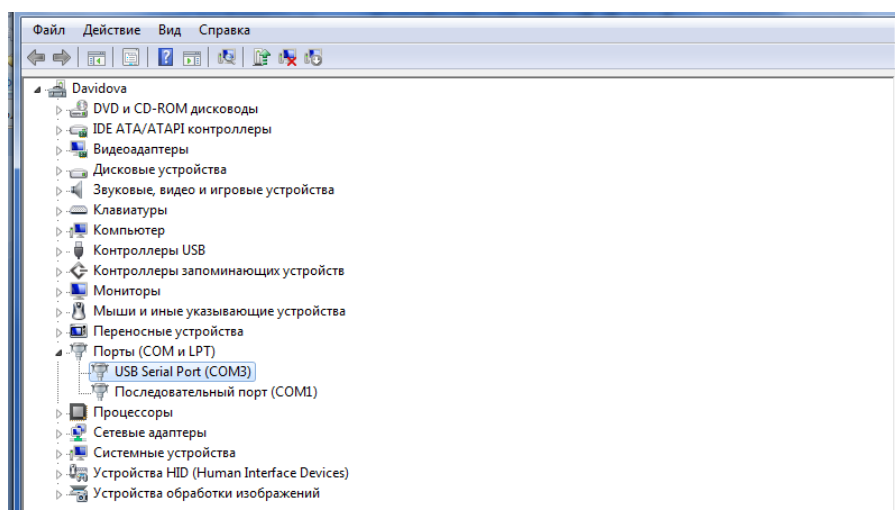 Файл Действие Вид Справка
Davidova
DVD и CD-ROM дисководы
IDE ATA/ATAPI контроллеры
Видеоадаптеры
Дисковые устройства
Звуковые, видео и игровые устройства
Клавиатуры
Компьютер
Контроллеры USB
Контроллеры запоминающих устройств
Мониторы
Мыши и иные указывающие устройства
Переносные устройства
Порты (COM и LPT)
USB Serial Port (COM3)
Последовательный порт (COM1)
Процессоры
Сетевые адаптеры
Системные устройства
Устройства HID (Human Interface Devices)
Устройства обработки изображений